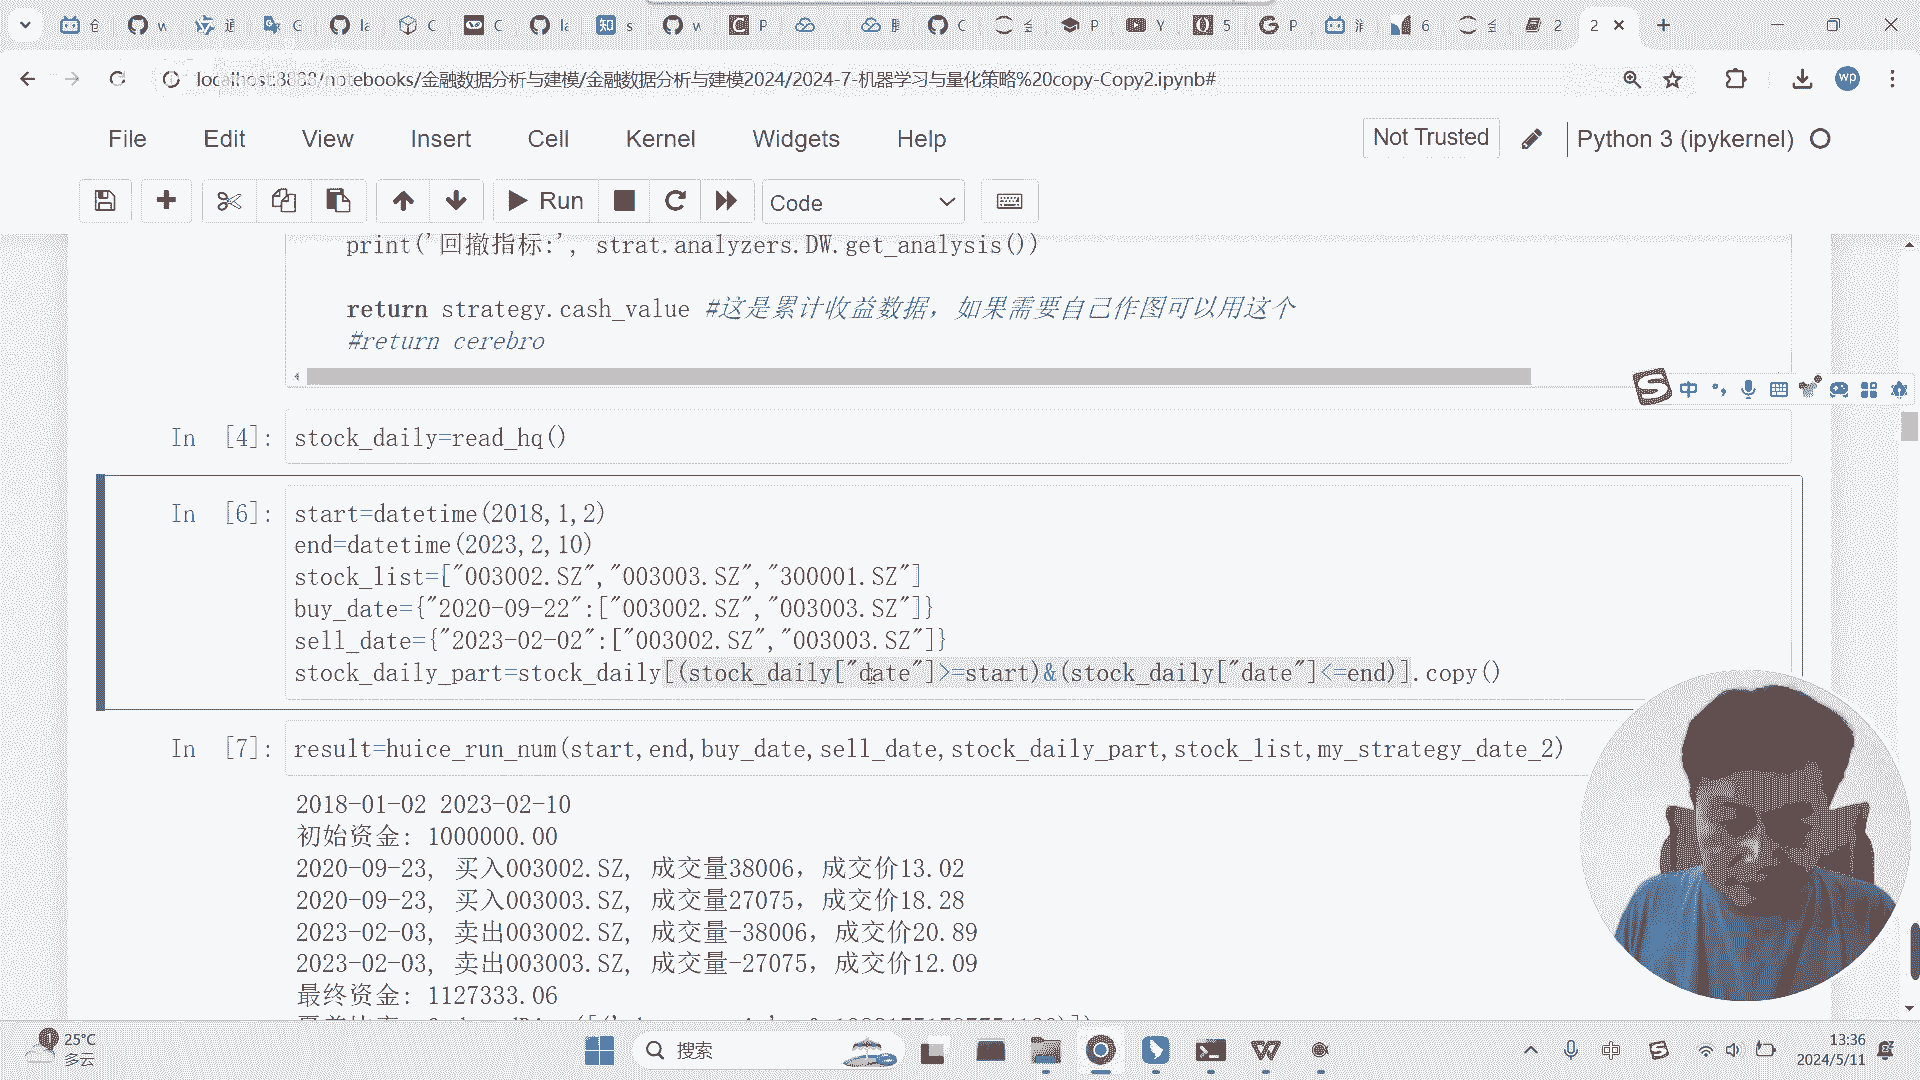 localhost:8888/notebooks/金融数据分析与建模/金融数据分析与建模2024/2024-7-机器学习与量化策略%20copy-Copy2.ipynb#
wp
File Edit View Insert Cell Kernel Widgets Help
Not Trusted
Python 3 (ipykernel)
Run
Code
print('回撤指标:', strat.analyzers.DW.get_analysis())
return strategy.cash_value #这是累计收益数据，如果需要自己作图可以用这个
#return cerebro
In [4]: stock_daily=read_hq()
In [6]: start=datetime(2018,1,2)
end=datetime(2023,2,10)
stock_list=["003002.SZ","003003.SZ","300001.SZ"]
buy_date={"2020-09-22":["003002.SZ","003003.SZ"]}
sell_date={"2023-02-02":["003002.SZ","003003.SZ"]}
stock_daily_part=stock_daily[(stock_daily["date"]>=start)&(stock_daily["date"]<=end)].copy()
In [7]: result=huice_run_num(start,end,buy_date,sell_date,stock_daily_part,stock_list,my_strategy_date_2)
2018-01-02 2023-02-10
初始资金: 1000000.00
2020-09-23, 买入003002.SZ, 成交量38006，成交价13.02
2020-09-23, 买入003003.SZ, 成交量27075，成交价18.28
2023-02-03, 卖出003002.SZ, 成交量-38006，成交价20.89
2023-02-03, 卖出003003.SZ, 成交量-27075，成交价12.09
最终资金: 1127333.06
25°C
多云
搜索
中
13:36
2024/5/11